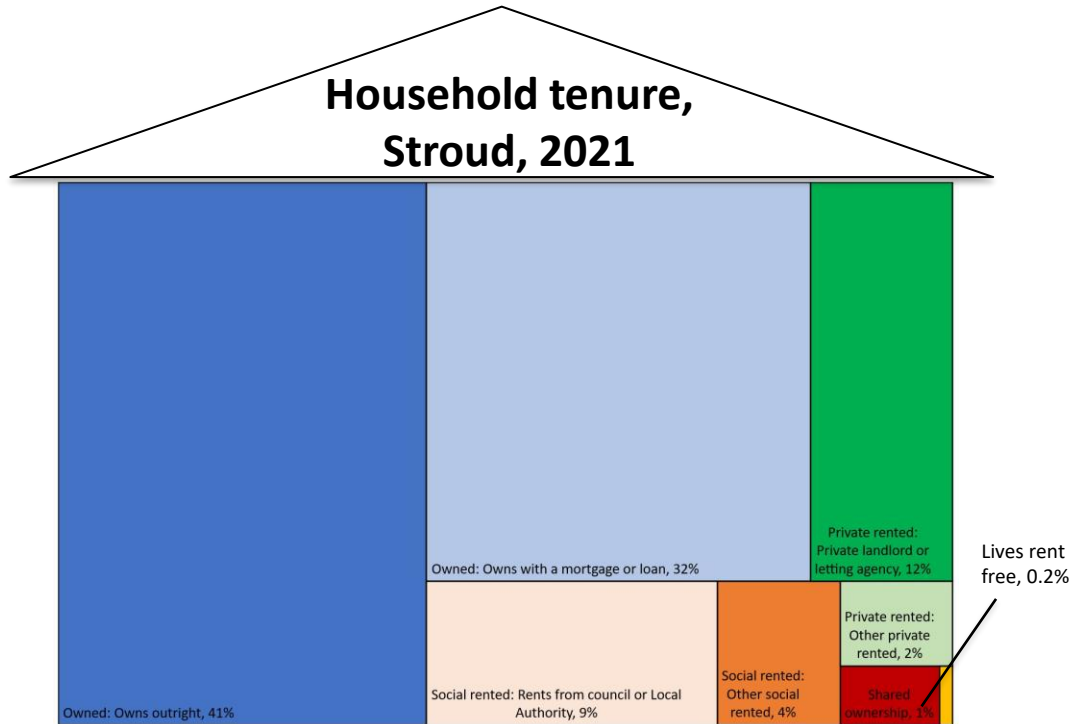 Household tenure,
Stroud, 2021
Owned: Owns outright, 41%
Owned: Owns with a mortgage or loan, 32%
Private rented:
Private landlord or
letting agency, 12%
Social rented: Rents from council or Local
Authority, 9%
Social rented:
Other social
rented, 4%
Private rented:
Other private
rented, 2%
Shared
ownership, 1%
Lives rent
free, 0.2%